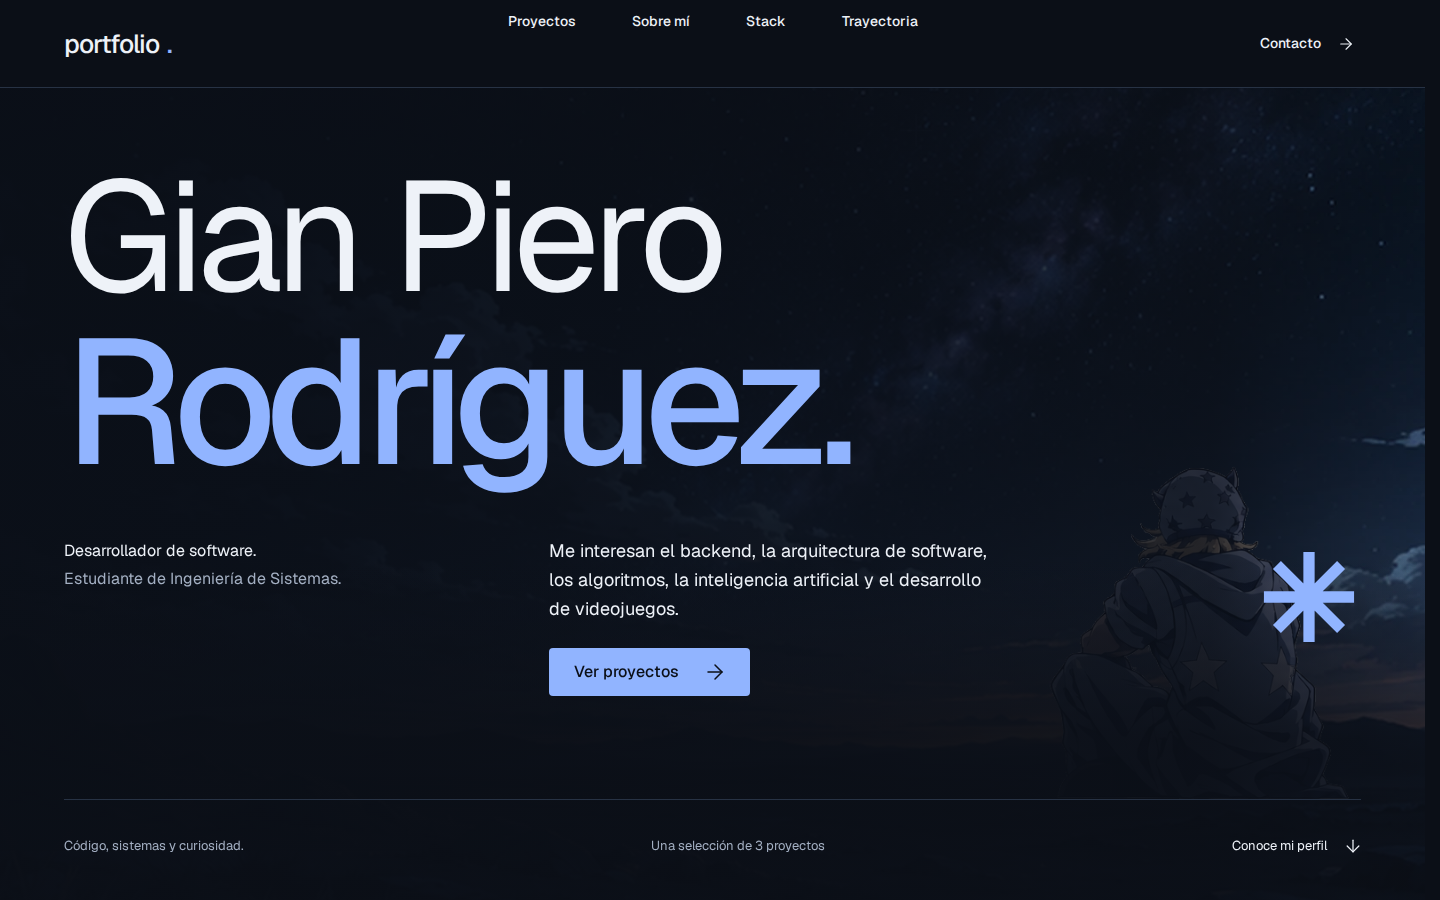 Proyectos Sobre mí Stack Trayectoria
portfolio .
Contacto
Gian Piero
Rodríguez.
Desarrollador de software.
Estudiante de Ingeniería de Sistemas.
Me interesan el backend, la arquitectura de software,
los algoritmos, la inteligencia artificial y el desarrollo
de videojuegos.
Ver proyectos
Código, sistemas y curiosidad.
Una selección de 3 proyectos
Conoce mi perfil